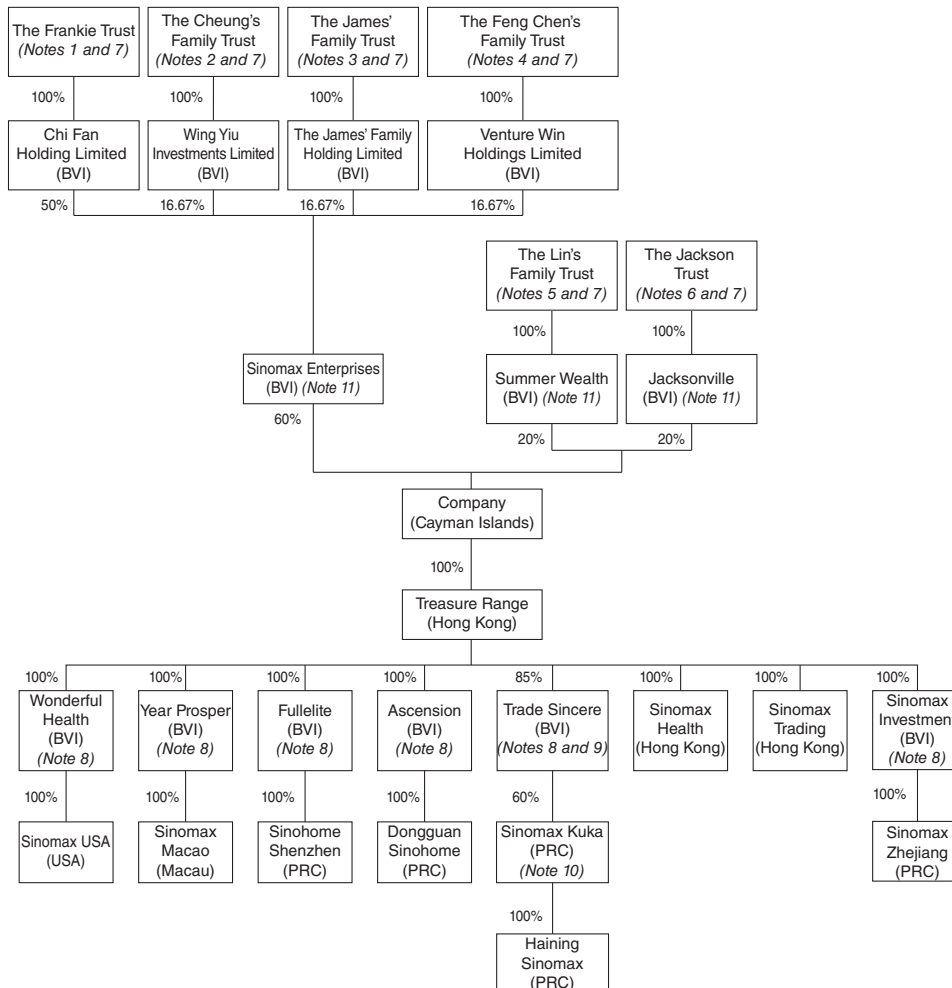 The Frankie Trust
(Notes 1 and 7)
The Cheung's
Family Trust
(Notes 2 and 7)
The James'
Family Trust
(Notes 3 and 7)
The Feng Chen's
Family Trust
(Notes 4 and 7)
100%
100%
100%
100%
Chi Fan
Holding Limited
(BVI)
Wing Yiu
Investments Limited
(BVI)
The James' Family
Holding Limited
(BVI)
Venture Win
Holdings Limited
(BVI)
50%
16.67%
16.67%
16.67%
The Lin's
Family Trust
(Notes 5 and 7)
The Jackson
Trust
(Notes 6 and 7)
100%
100%
Sinomax Enterprises
(BVI) (Note 11)
Summer Wealth
(BVI) (Note 11)
Jacksonville
(BVI) (Note 11)
60%
20%
20%
Company
(Cayman Islands)
100%
Treasure Range
(Hong Kong)
100%
100%
100%
100%
85%
100%
100%
100%
Wonderful
Health
(BVI)
(Note 8)
Year Prosper
(BVI)
(Note 8)
Fullelite
(BVI)
(Note 8)
Ascension
(BVI)
(Note 8)
Trade Sincere
(BVI)
(Notes 8 and 9)
Sinomax
Health
(Hong Kong)
Sinomax
Trading
(Hong Kong)
Sinomax
Investment
(BVI)
(Note 8)
100%
100%
100%
100%
60%
100%
Sinomax USA
(USA)
Sinomax
Macao
(Macau)
Sinohome
Shenzhen
(PRC)
Dongguan
Sinohome
(PRC)
Sinomax Kuka
(PRC)
(Note 10)
Sinomax
Zhejiang
(PRC)
100%
Haining
Sinomax
(PRC)